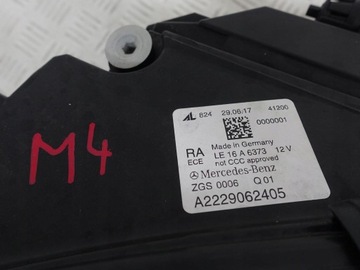 M4
AL 824 29.06.17 41200
0000001
RA Made in Germany
ECE LE 16 A 6373 12 V
not CCC approved
Mercedes-Benz
ZGS 0006 Q 01
A2229062405